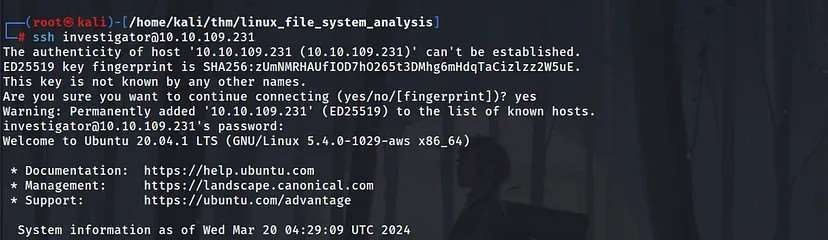 ┌──(root㉿kali)-[/home/kali/thm/linux_file_system_analysis]
└─# ssh investigator@10.10.109.231
The authenticity of host '10.10.109.231 (10.10.109.231)' can't be established.
ED25519 key fingerprint is SHA256:zUmNMRHAUfIOD7hO265t3DMhg6mHdqTaCizlzz2W5uE.
This key is not known by any other names.
Are you sure you want to continue connecting (yes/no/[fingerprint])? yes
Warning: Permanently added '10.10.109.231' (ED25519) to the list of known hosts.
investigator@10.10.109.231's password:
Welcome to Ubuntu 20.04.1 LTS (GNU/Linux 5.4.0-1029-aws x86_64)
* Documentation: https://help.ubuntu.com
* Management: https://landscape.canonical.com
* Support: https://ubuntu.com/advantage
System information as of Wed Mar 20 04:29:09 UTC 2024